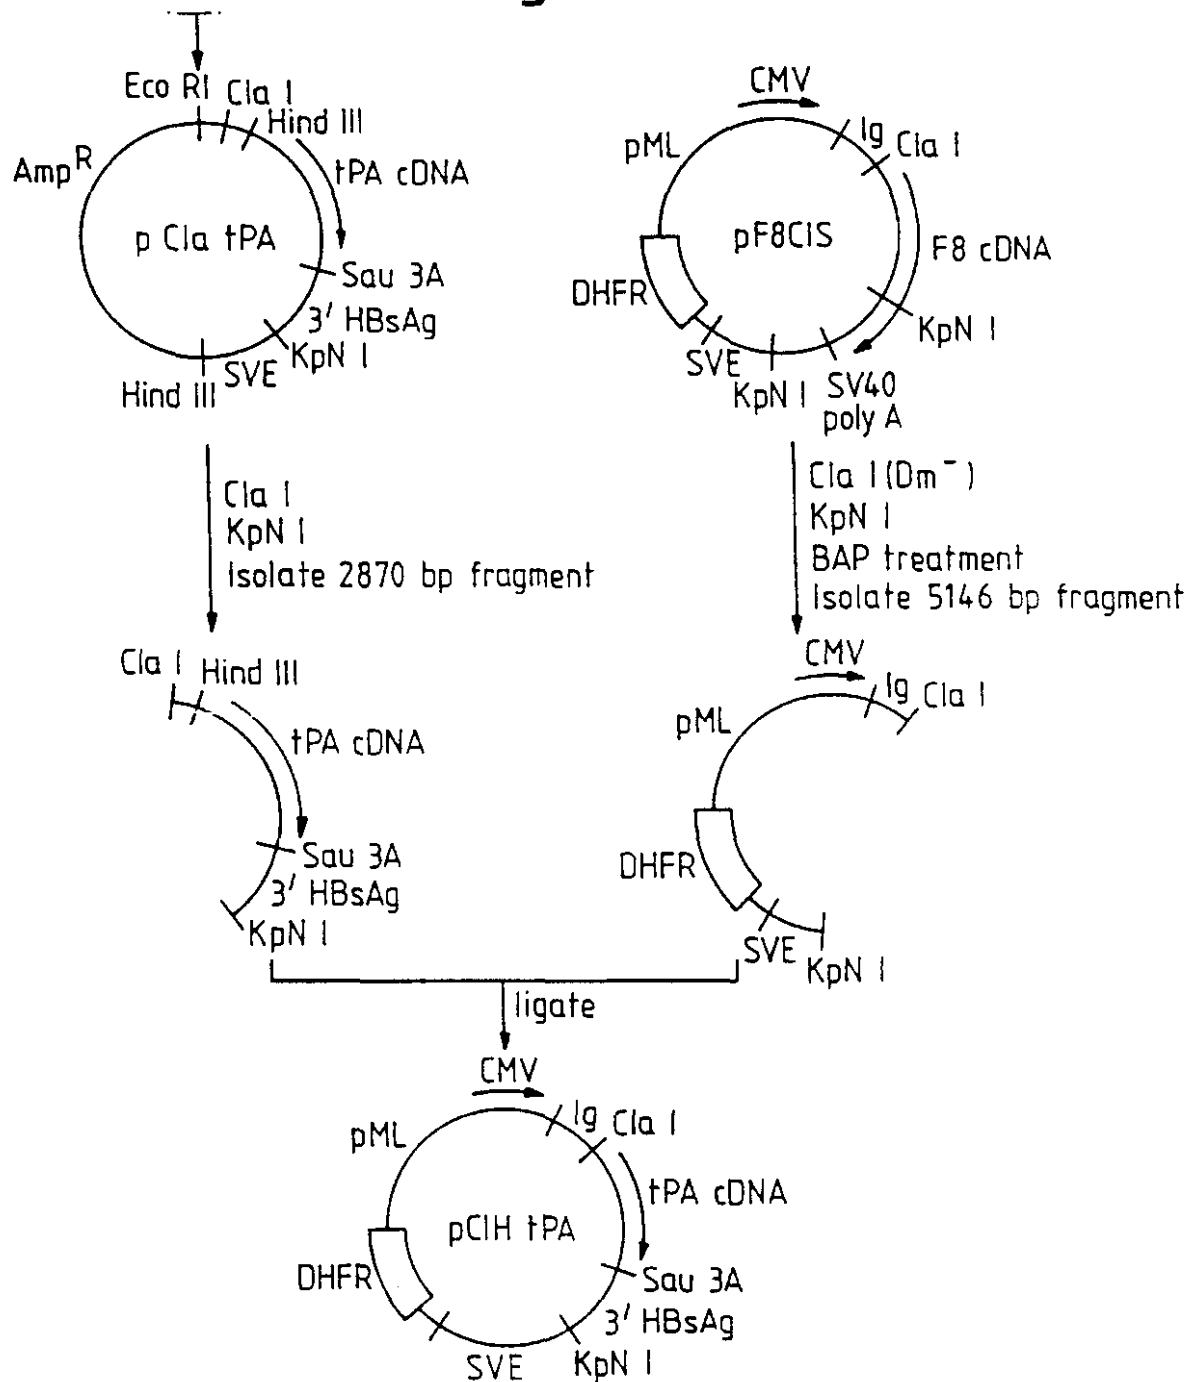 g
Eco RI
Cla I
Hind III
Amp R
tPA cDNA
p Cla tPA
Sau 3A
3' HBsAg
KpN I
SVE
Hind III
CMV
Ig
Cla I
pML
pF8CIS
F8 cDNA
DHFR
KpN I
SVE
KpN I
SV40
poly A
Cla I
KpN I
Isolate 2870 bp fragment
Cla I (Dm⁻)
KpN I
BAP treatment
Isolate 5146 bp fragment
Cla I
Hind III
tPA cDNA
Sau 3A
3' HBsAg
KpN I
CMV
Ig
Cla I
pML
DHFR
SVE
KpN I
ligate
CMV
Ig
Cla I
pML
tPA cDNA
pCIH tPA
DHFR
Sau 3A
3' HBsAg
SVE
KpN I